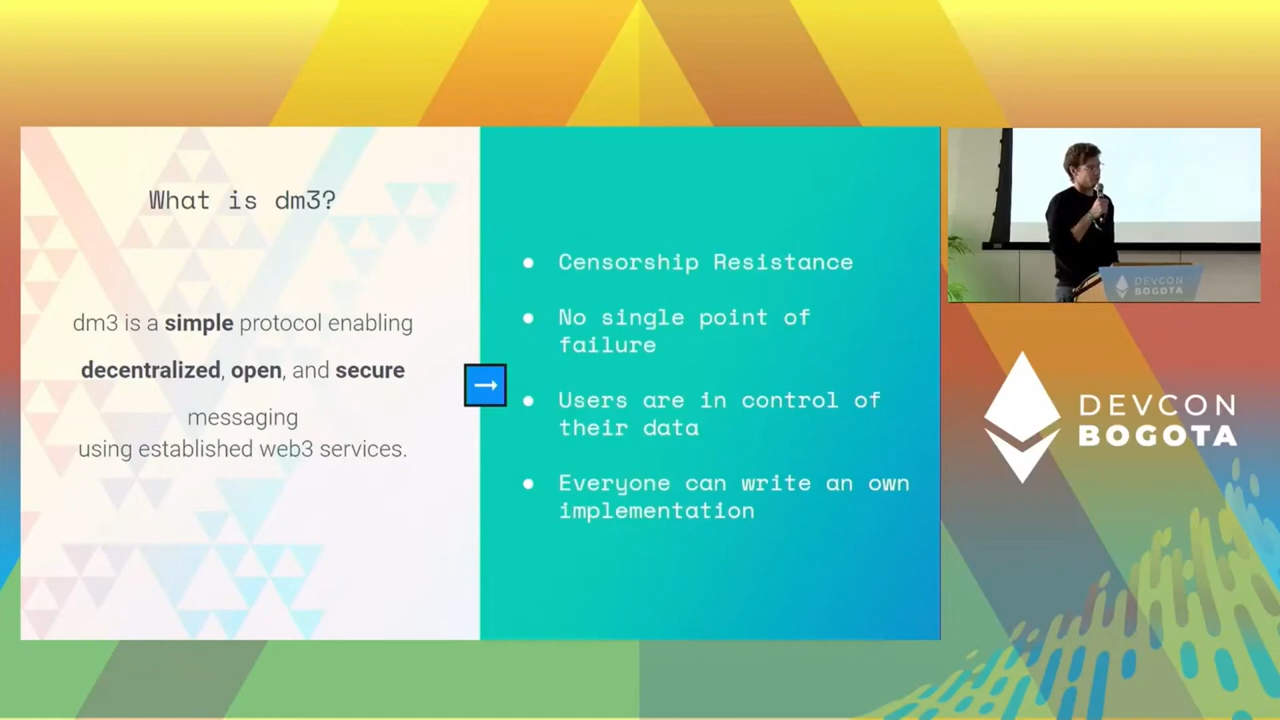 What is dm3?
dm3 is a simple protocol enabling
decentralized, open, and secure
messaging
using established web3 services.
● Censorship Resistance
● No single point of
failure
● Users are in control of
their data
● Everyone can write an own
implementation
DEVCON
BOGOTA
DEVCON
BOGOTA